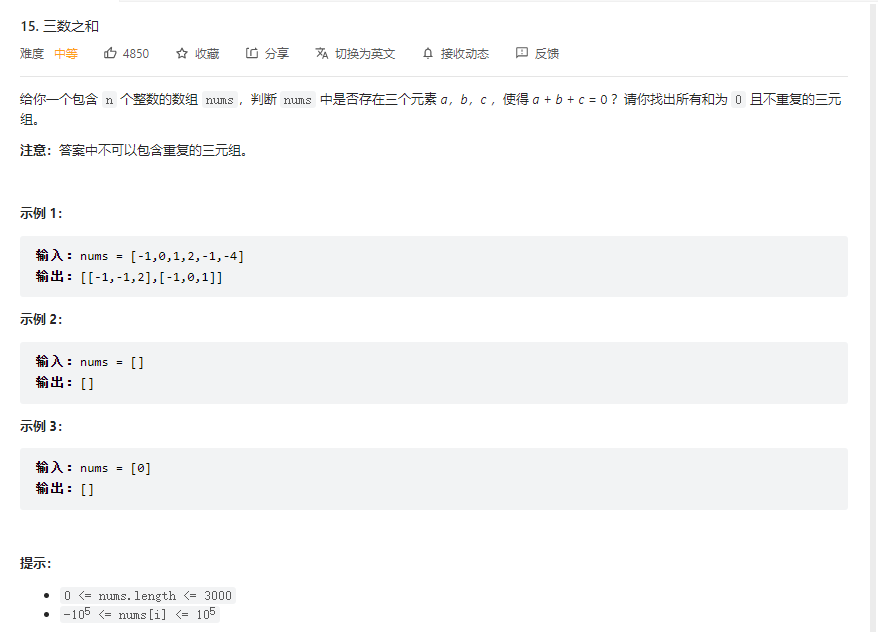 15. 三数之和
难度 中等 4850 收藏 分享 切换为英文 接收动态 反馈
给你一个包含 n 个整数的数组 nums，判断 nums 中是否存在三个元素 a，b，c ，使得 a + b + c = 0 ？请你找出所有和为 0 且不重复的三元
组。
注意：答案中不可以包含重复的三元组。
示例 1：
输入：nums = [-1,0,1,2,-1,-4]
输出：[[-1,-1,2],[-1,0,1]]
示例 2：
输入：nums = []
输出：[]
示例 3：
输入：nums = [0]
输出：[]
提示：
0 <= nums.length <= 3000
-10⁵ <= nums[i] <= 10⁵